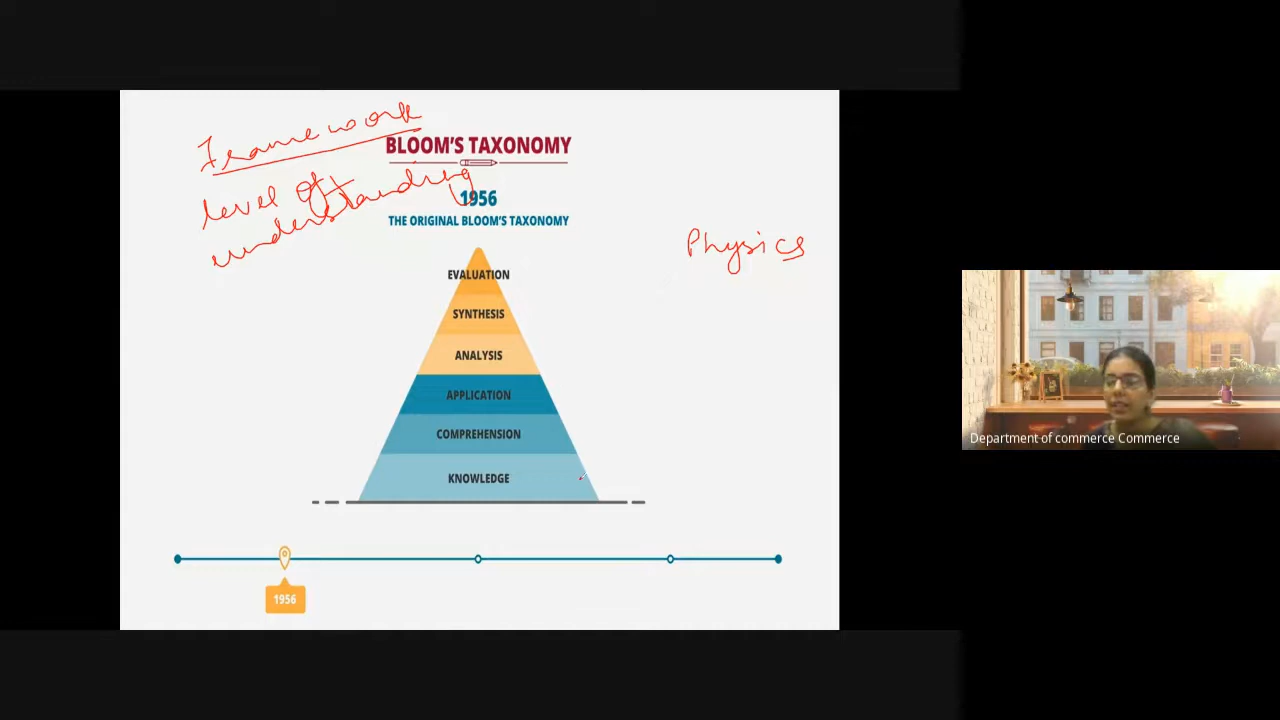 Framework
BLOOM'S TAXONOMY
level of
understanding
1956
THE ORIGINAL BLOOM'S TAXONOMY
Physics
EVALUATION
SYNTHESIS
ANALYSIS
APPLICATION
COMPREHENSION
KNOWLEDGE
1956
Department of commerce Commerce